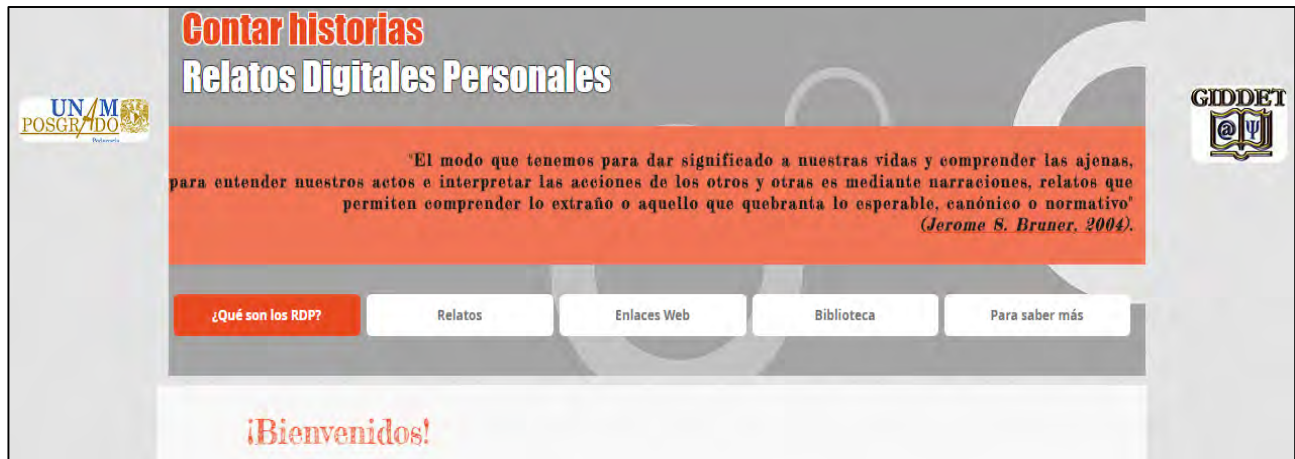 Contar historias
Relatos Digitales Personales
UNAM
POSGRADO
GIDDET
@ Ψ
"El modo que tenemos para dar significado a nuestras vidas y comprender las ajenas,
para entender nuestros actos e interpretar las acciones de los otros y otras es mediante narraciones, relatos que
permiten comprender lo extraño o aquello que quebranta lo esperable, canónico o normativo"
(Jerome S. Bruner, 2004).
¿Qué son los RDP?
Relatos
Enlaces Web
Biblioteca
Para saber más
¡Bienvenidos!